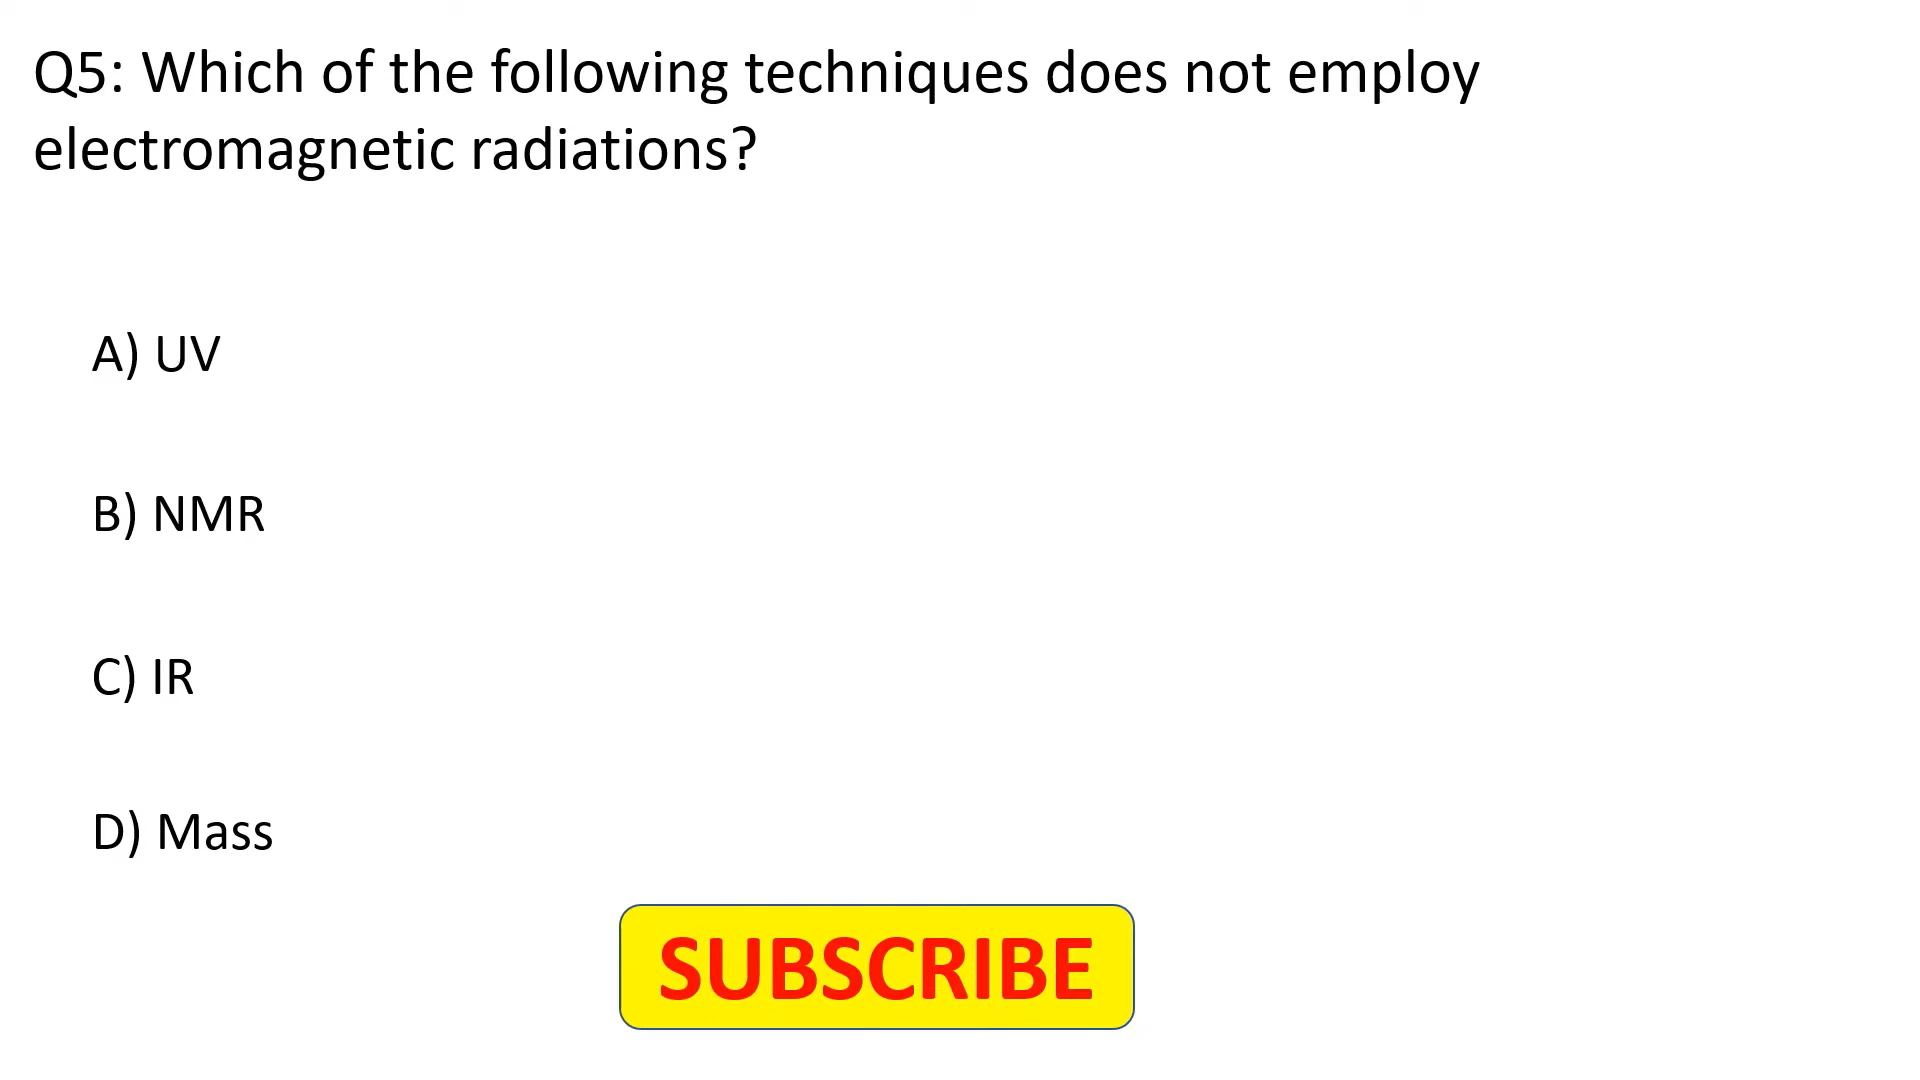 Q5: Which of the following techniques does not employ
electromagnetic radiations?
A) UV
B) NMR
C) IR
D) Mass
SUBSCRIBE